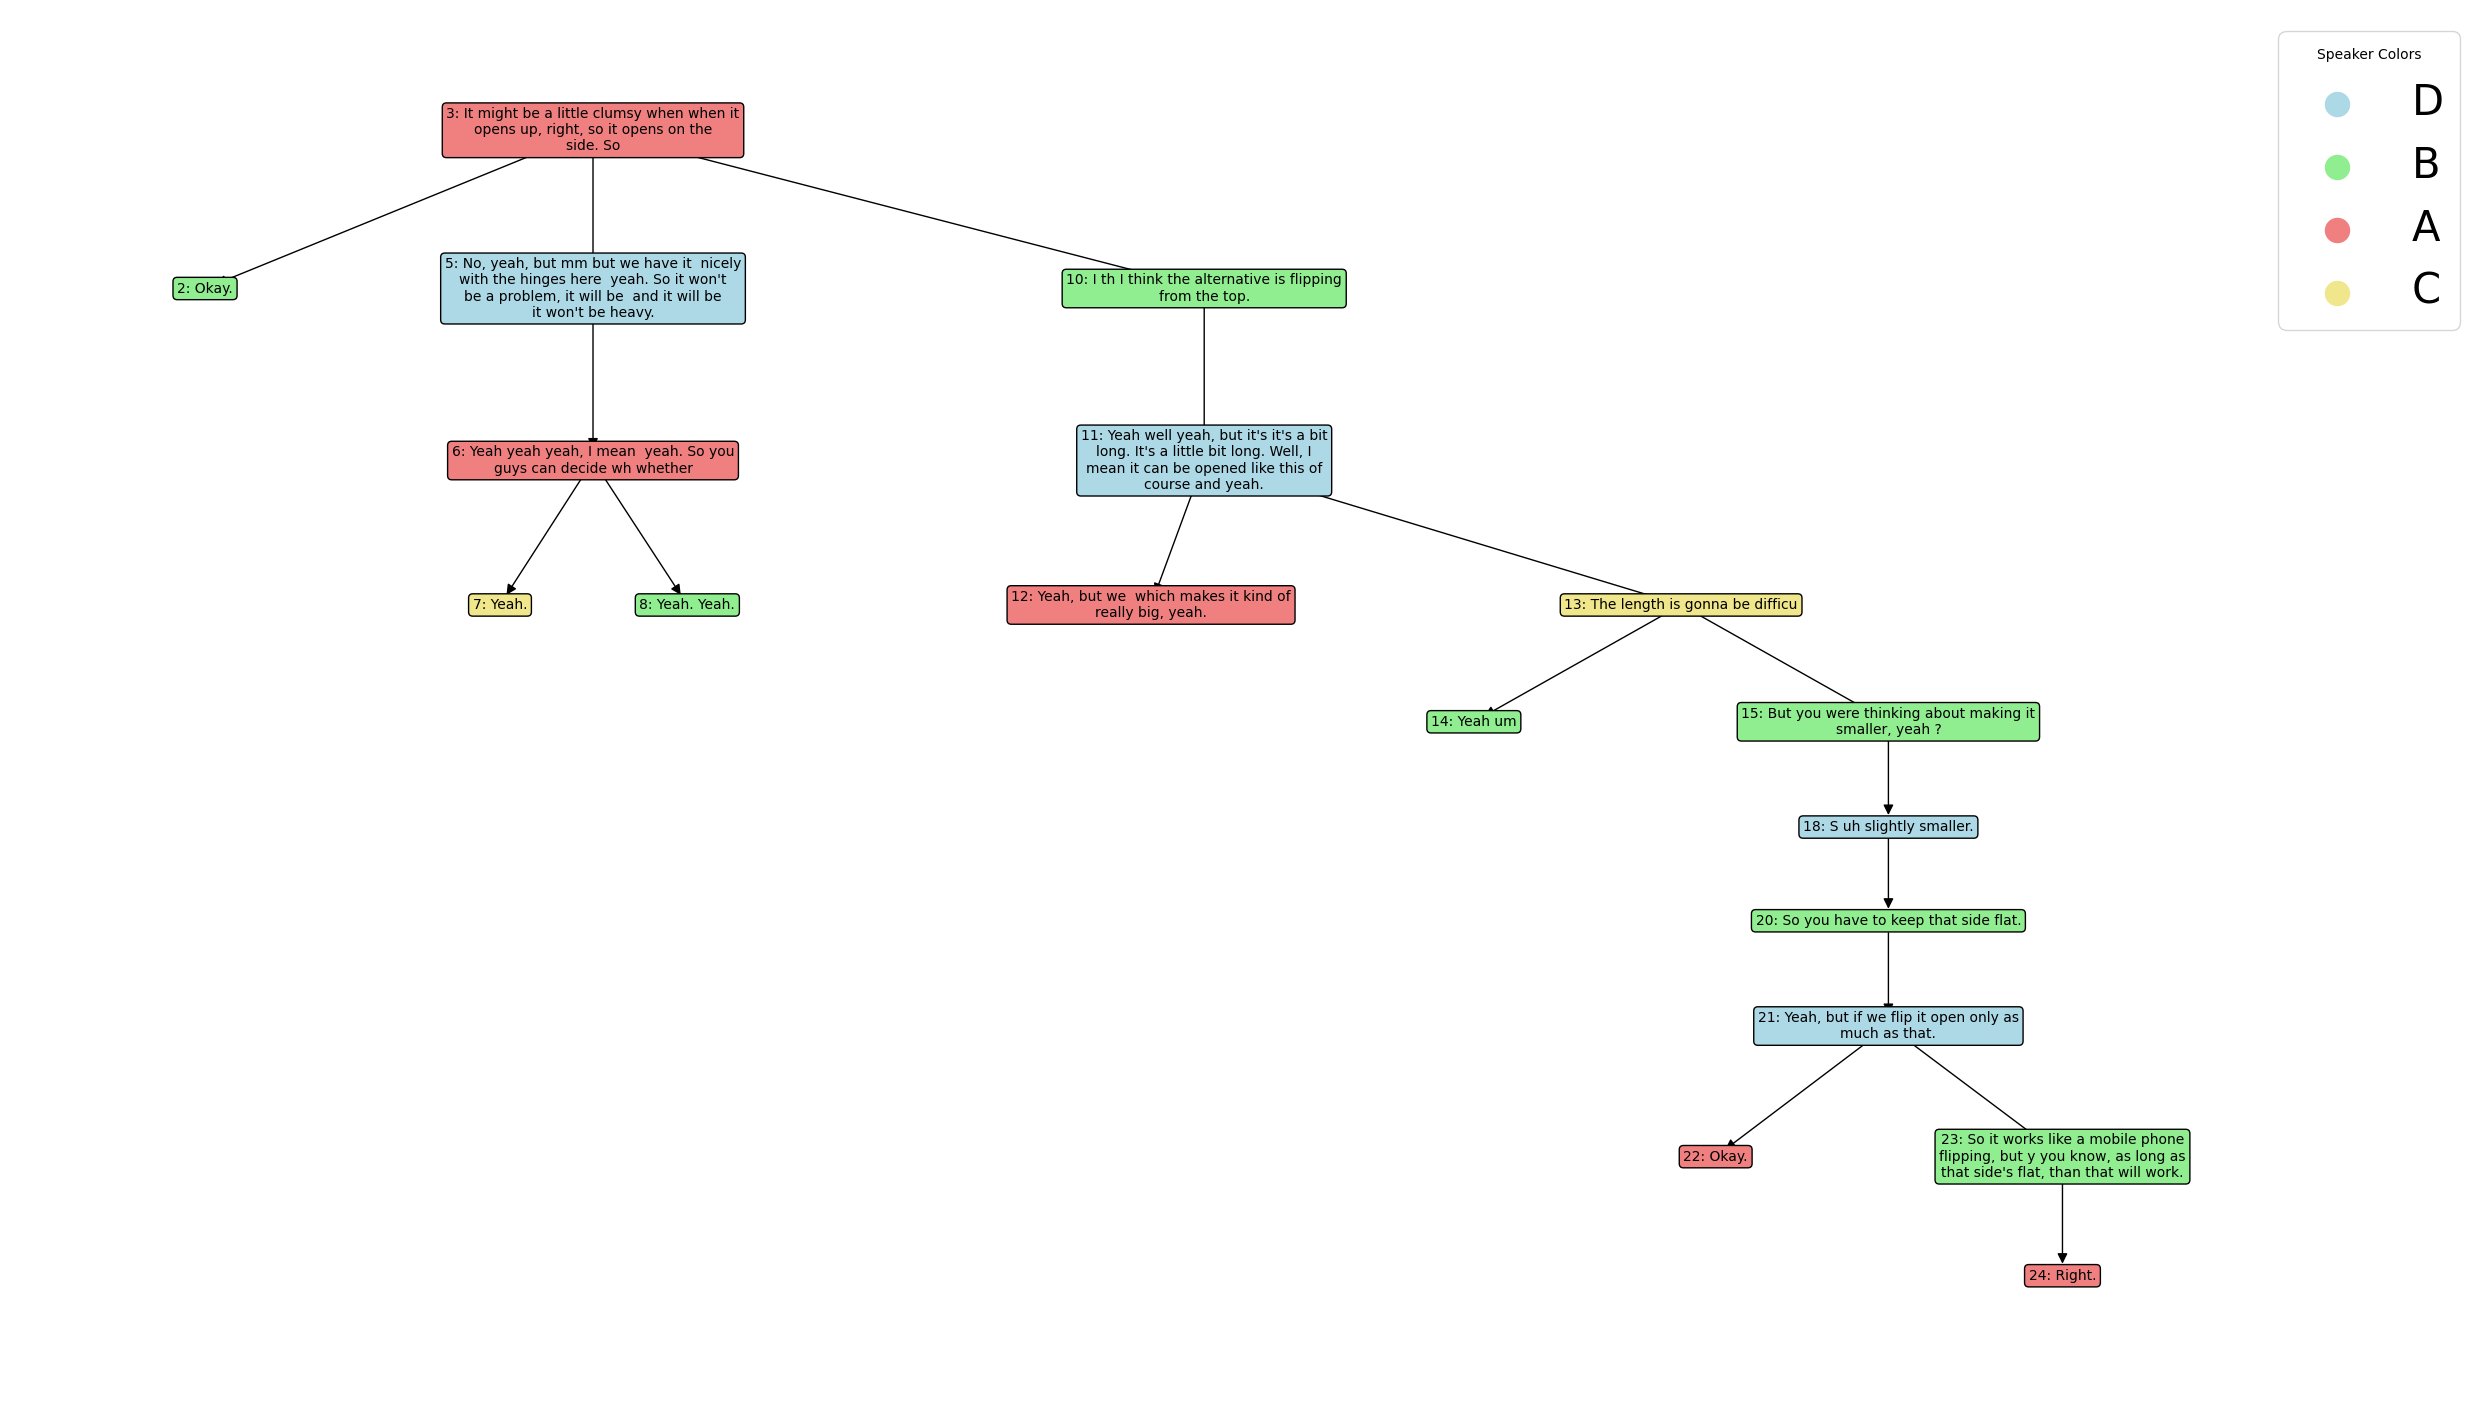 Speaker Colors
D
B
A
C
3: It might be a little clumsy when when it
opens up, right, so it opens on the
side. So
2: Okay.
5: No, yeah, but mm but we have it  nicely
with the hinges here  yeah. So it won't
be a problem, it will be  and it will be
it won't be heavy.
10: I th I think the alternative is flipping
from the top.
6: Yeah yeah yeah, I mean  yeah. So you
guys can decide wh whether
11: Yeah well yeah, but it's it's a bit
long. It's a little bit long. Well, I
mean it can be opened like this of
course and yeah.
7: Yeah.
8: Yeah. Yeah.
12: Yeah, but we  which makes it kind of
really big, yeah.
13: The length is gonna be difficu
14: Yeah um
15: But you were thinking about making it
smaller, yeah ?
18: S uh slightly smaller.
20: So you have to keep that side flat.
21: Yeah, but if we flip it open only as
much as that.
22: Okay.
23: So it works like a mobile phone
flipping, but y you know, as long as
that side's flat, than that will work.
24: Right.